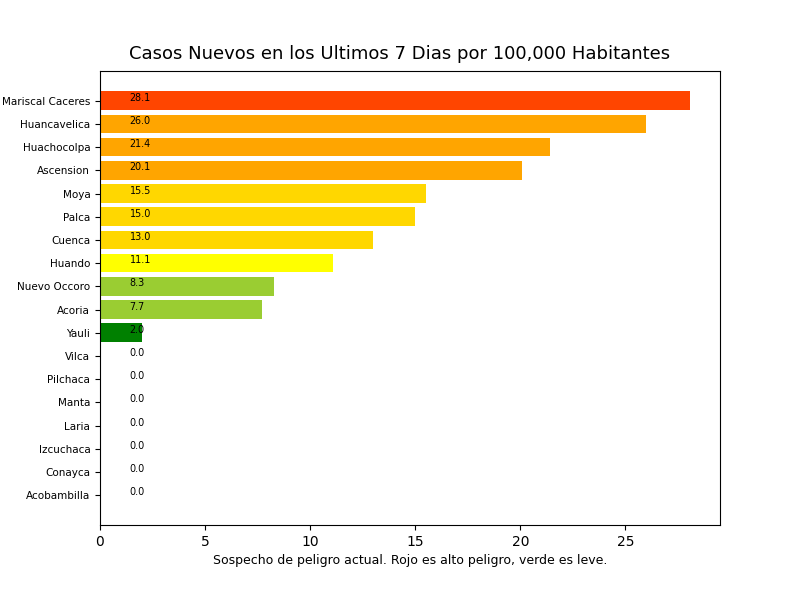 Casos Nuevos en los Ultimos 7 Dias por 100,000 Habitantes
Mariscal Caceres 28.1
Huancavelica 26.0
Huachocolpa 21.4
Ascension 20.1
Moya 15.5
Palca 15.0
Cuenca 13.0
Huando 11.1
Nuevo Occoro 8.3
Acoria 7.7
Yauli 2.0
Vilca 0.0
Pilchaca 0.0
Manta 0.0
Laria 0.0
Izcuchaca 0.0
Conayca 0.0
Acobambilla 0.0
0 5 10 15 20 25
Sospecho de peligro actual. Rojo es alto peligro, verde es leve.